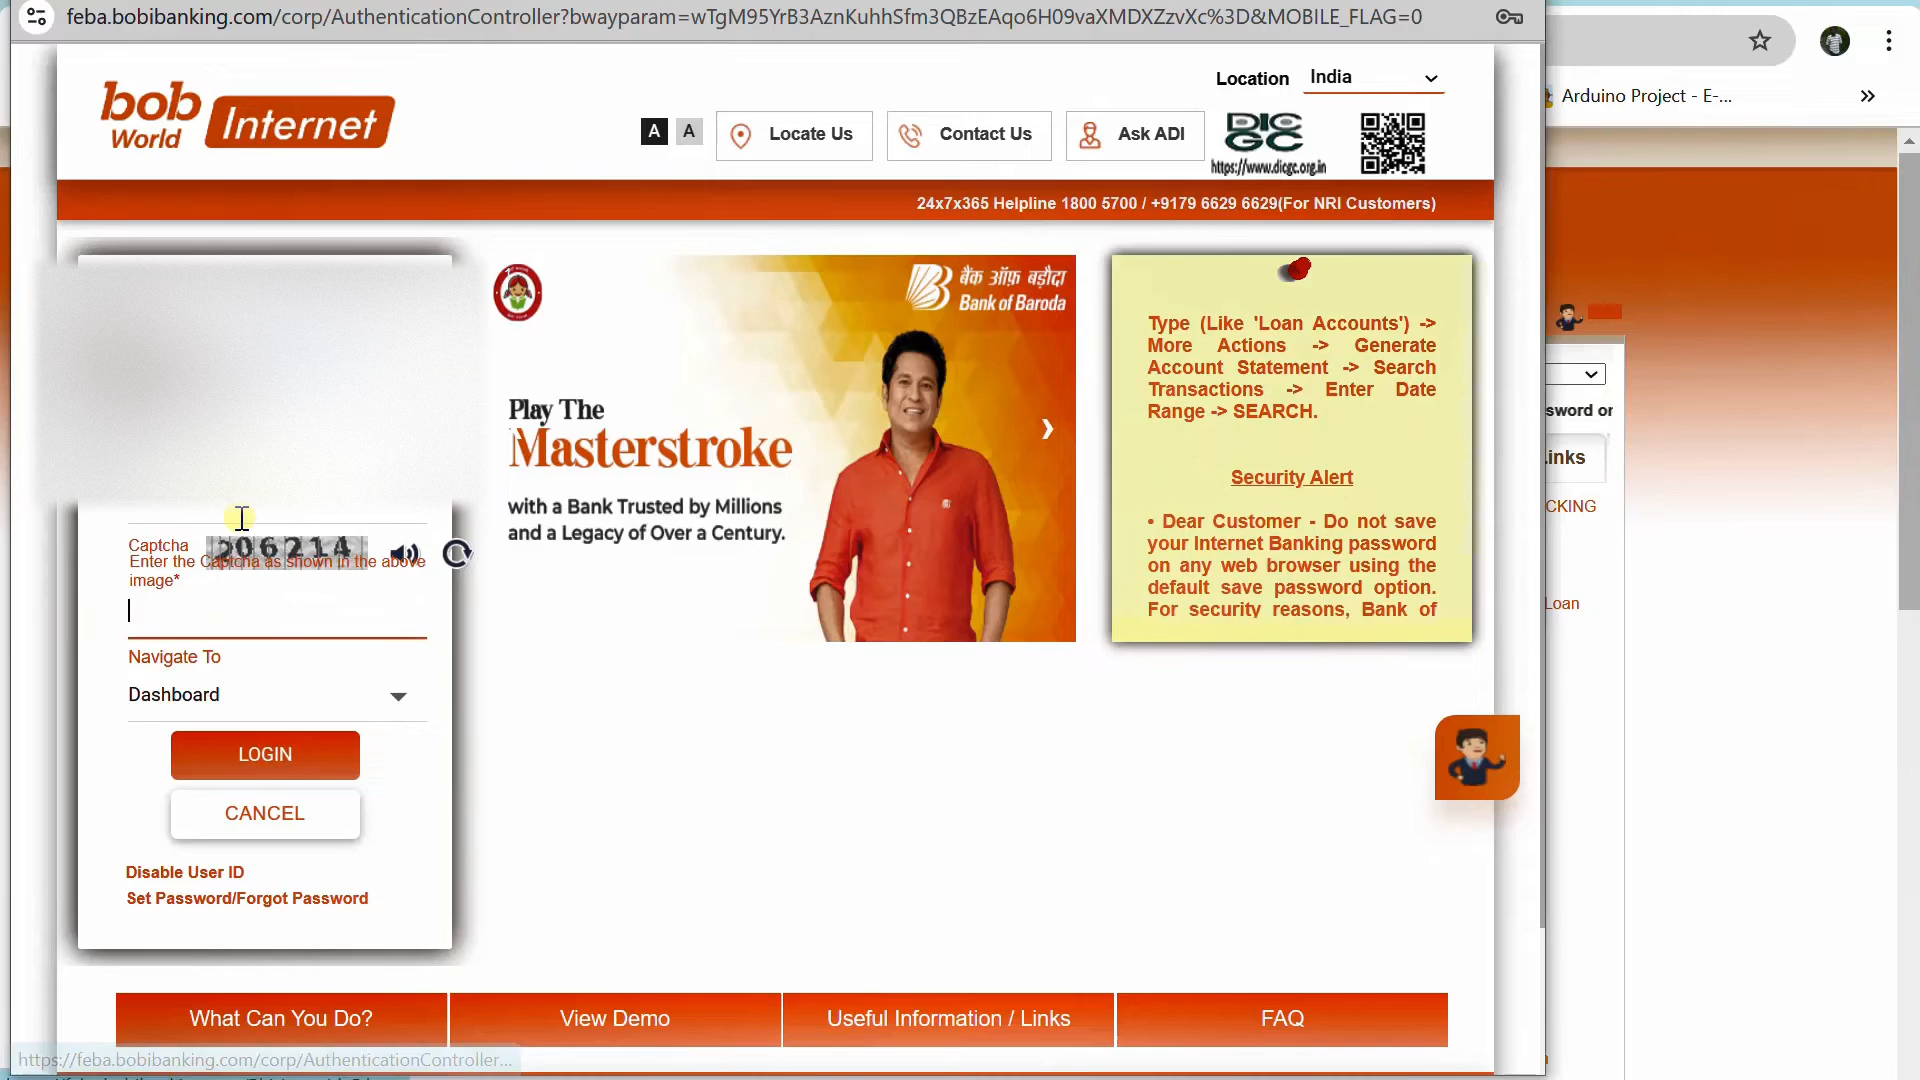 feba.bobibanking.com/corp/AuthenticationController?bwayparam=wTgM95YrB3AznKuhhSfm3QBzEAqo6H09vaXMDXZzvXc%3D&MOBILE_FLAG=0
Arduino Project - E-...
bob
World
Internet
Location
India
A
A
Locate Us
Contact Us
Ask ADI
DICGC
https://www.dicgc.org.in
24x7x365 Helpline 1800 5700 / +9179 6629 6629(For NRI Customers)
बैंक ऑफ़ बड़ौदा
Bank of Baroda
Play The
Masterstroke
with a Bank Trusted by Millions
and a Legacy of Over a Century.
Type (Like 'Loan Accounts') ->
More Actions -> Generate
Account Statement -> Search
Transactions -> Enter Date
Range -> SEARCH.
Security Alert
• Dear Customer - Do not save
your Internet Banking password
on any web browser using the
default save password option.
For security reasons, Bank of
sword or
inks
CKING
Loan
Captcha
Enter the Captcha as shown in the above
image*
Navigate To
Dashboard
LOGIN
CANCEL
Disable User ID
Set Password/Forgot Password
What Can You Do?
View Demo
Useful Information / Links
FAQ
https://feba.bobibanking.com/corp/AuthenticationController...